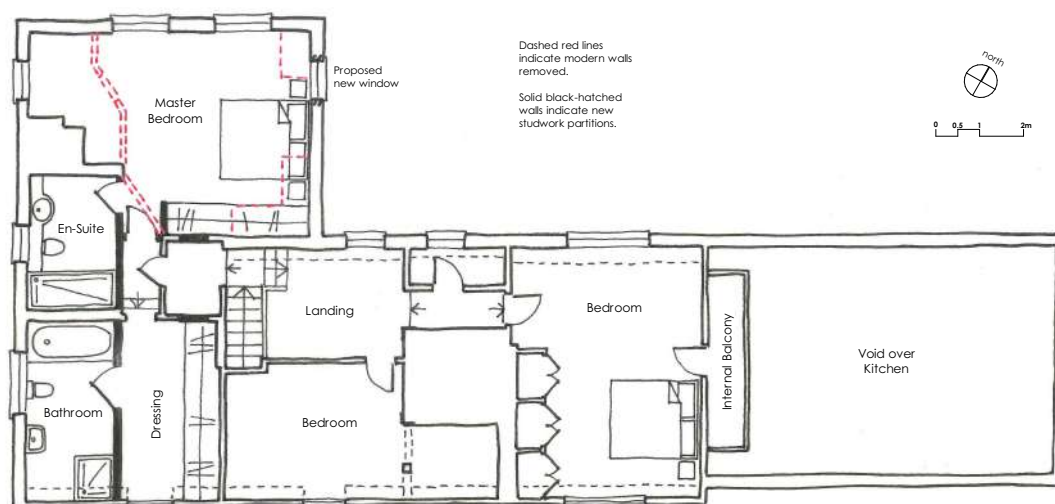 Dashed red lines
indicate modern walls
removed.
Solid black-hatched
walls indicate new
studwork partitions.
north
0 0.5 1 2m
Proposed
new window
Master
Bedroom
En-Suite
Landing
Bedroom
Internal Balcony
Void over
Kitchen
Bathroom
Dressing
Bedroom